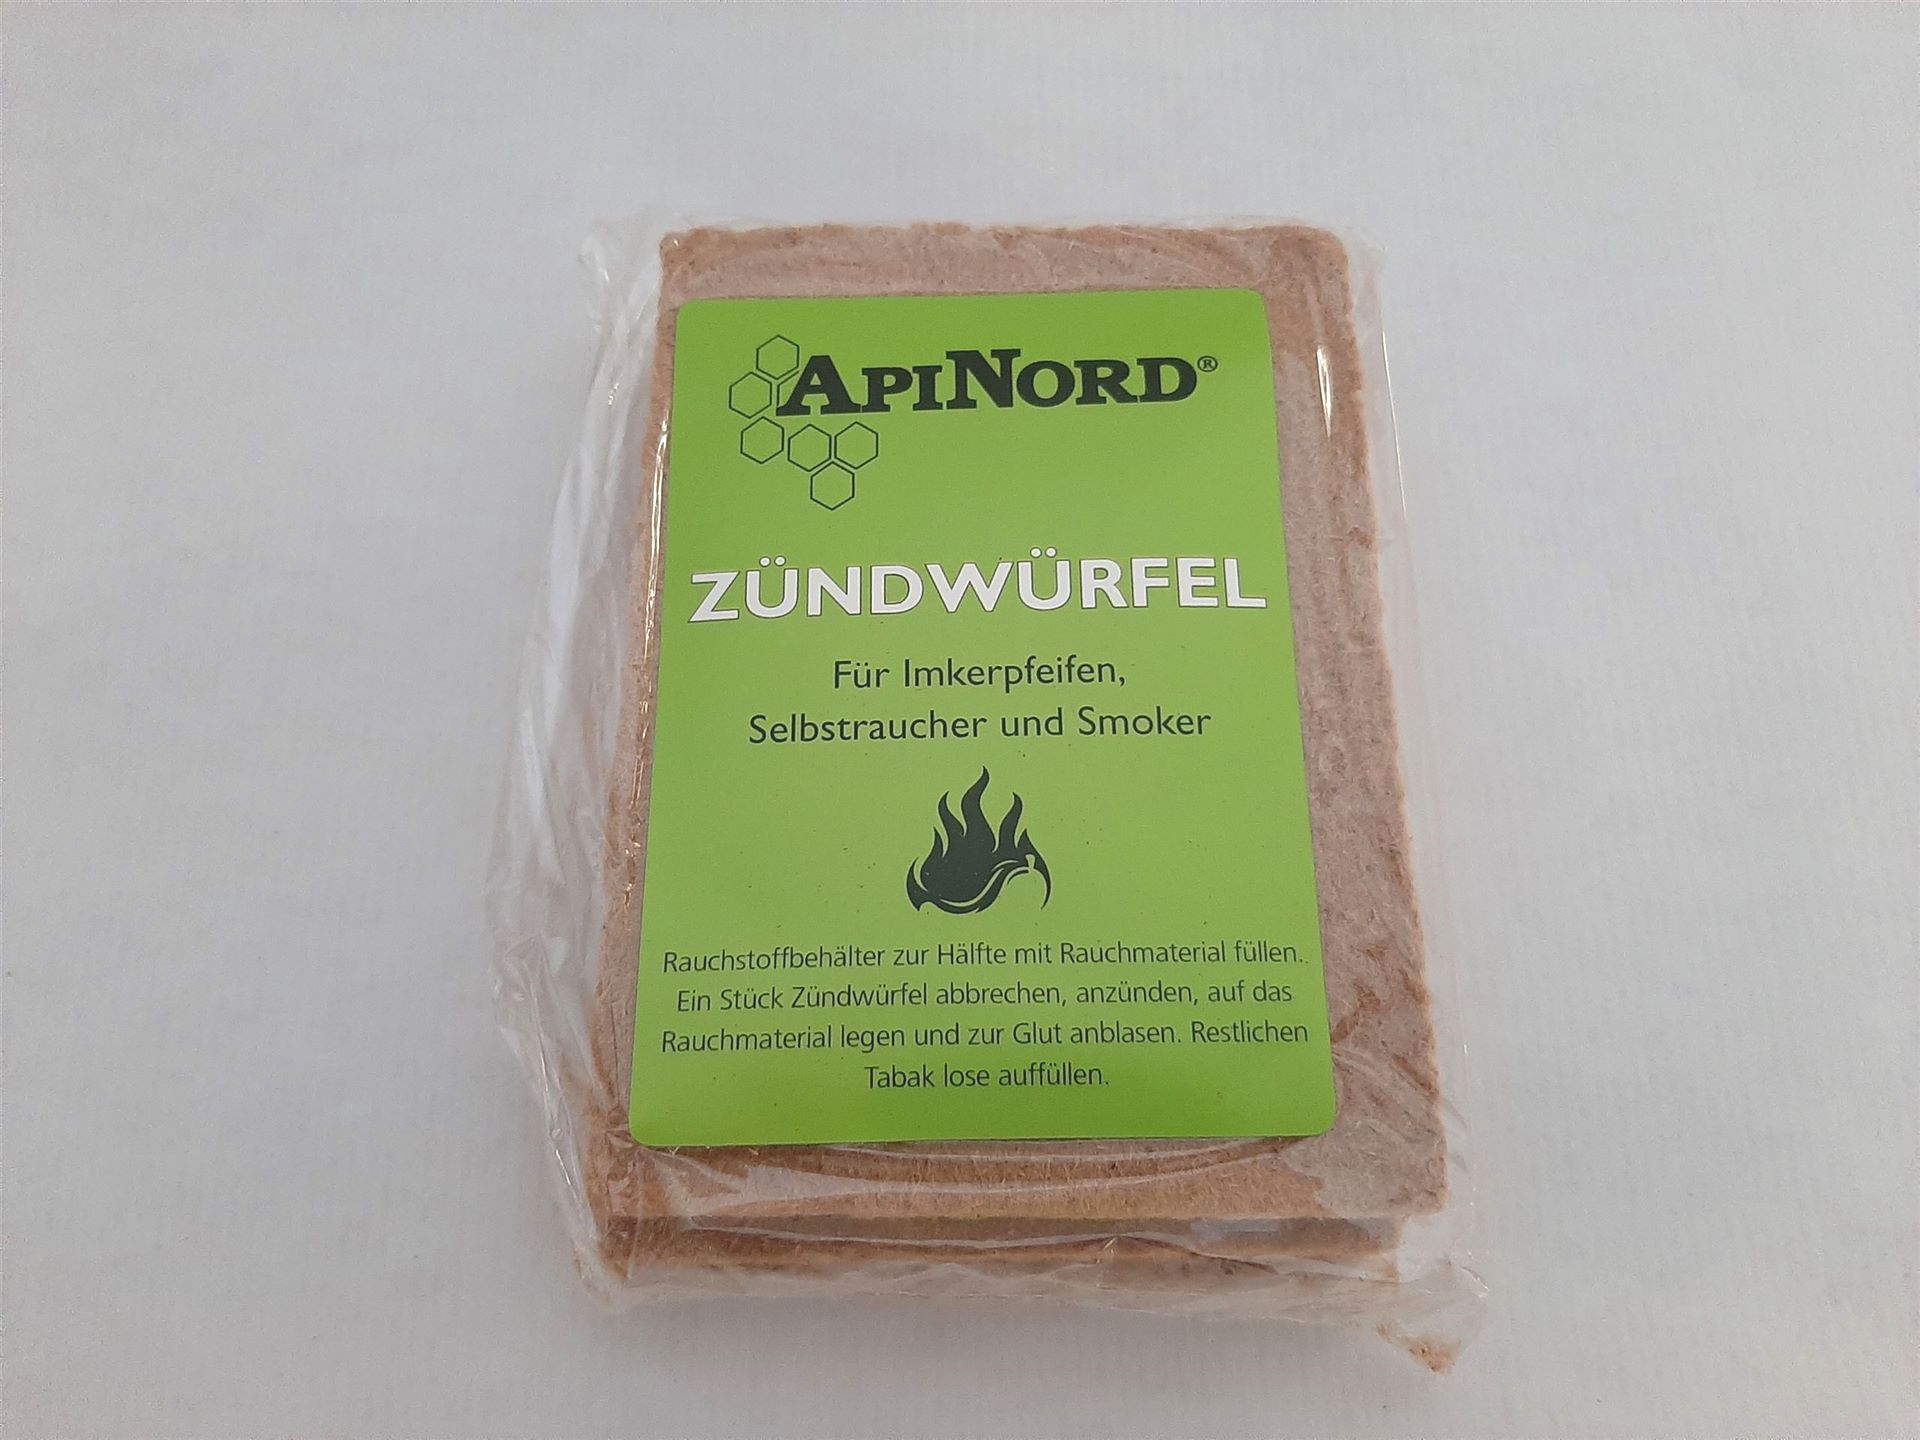 APINORD®
ZÜNDWÜRFEL
Für Imkerpfeifen,
Selbstraucher und Smoker
Rauchstoffbehälter zur Hälfte mit Rauchmaterial füllen.
Ein Stück Zündwürfel abbrechen, anzünden, auf das
Rauchmaterial legen und zur Glut anblasen. Restlichen
Tabak lose auffüllen.